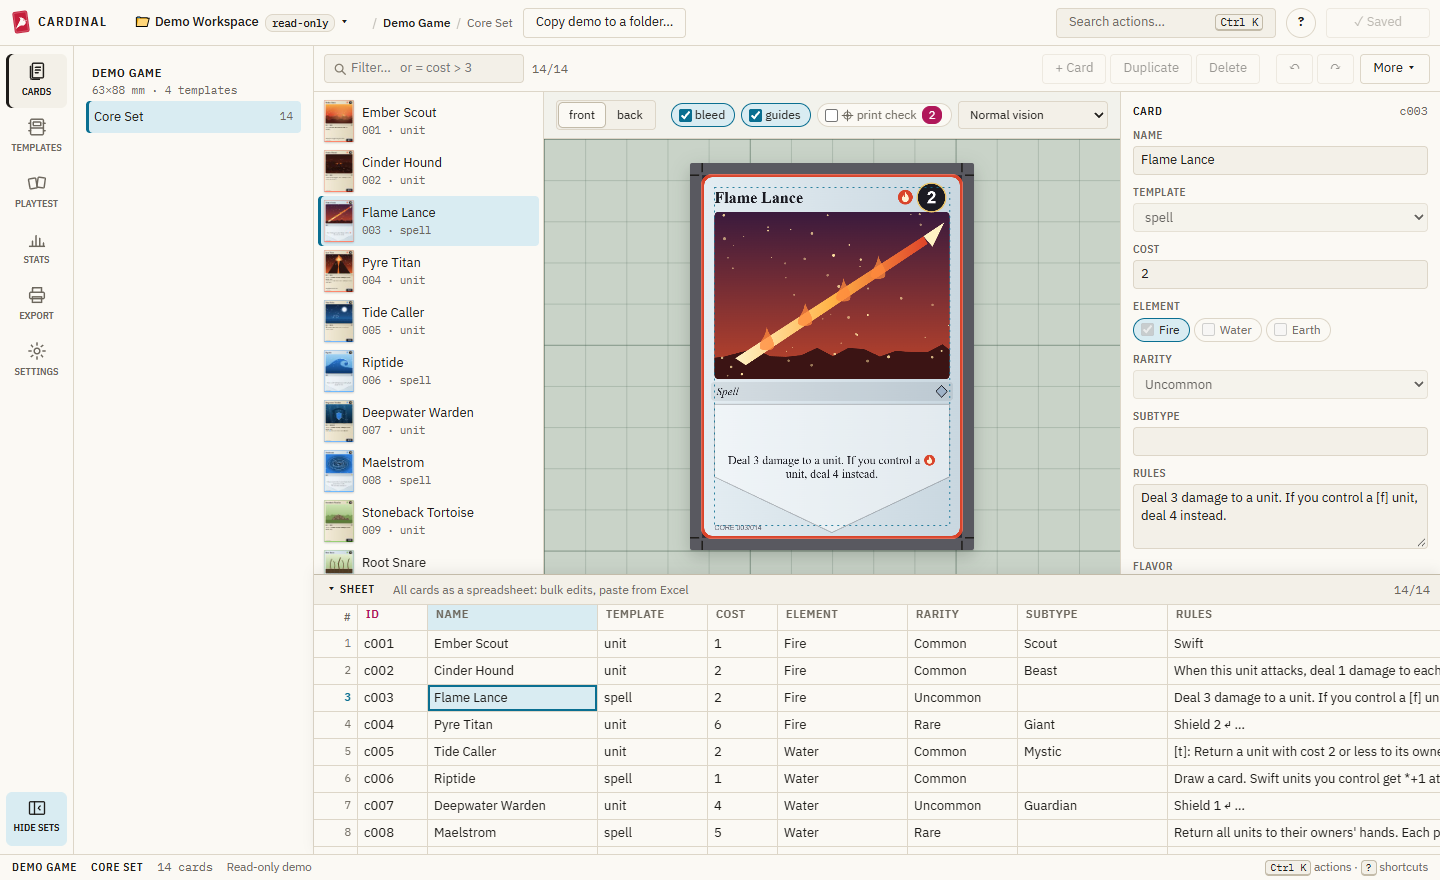 CARDINAL
Demo Workspace read-only
/ Demo Game / Core Set
Copy demo to a folder...
Search actions... Ctrl K
?
✓ Saved
CARDS
TEMPLATES
PLAYTEST
STATS
EXPORT
SETTINGS
HIDE SETS
DEMO GAME
63×88 mm · 4 templates
Core Set 14
Filter... or = cost > 3
14/14
+ Card
Duplicate
Delete
More
Ember Scout
001 · unit
Cinder Hound
002 · unit
Flame Lance
003 · spell
Pyre Titan
004 · unit
Tide Caller
005 · unit
Riptide
006 · spell
Deepwater Warden
007 · unit
Maelstrom
008 · spell
Stoneback Tortoise
009 · unit
Root Snare
front back
bleed
guides
print check 2
Normal vision
Flame Lance 2
Spell
Deal 3 damage to a unit. If you control a
unit, deal 4 instead.
CORE 003/014
CARD c003
NAME
Flame Lance
TEMPLATE
spell
COST
2
ELEMENT
Fire Water Earth
RARITY
Uncommon
SUBTYPE
RULES
Deal 3 damage to a unit. If you control a [f] unit,
deal 4 instead.
FLAVOR
SHEET All cards as a spreadsheet: bulk edits, paste from Excel 14/14
# ID NAME TEMPLATE COST ELEMENT RARITY SUBTYPE RULES
1 c001 Ember Scout unit 1 Fire Common Scout Swift
2 c002 Cinder Hound unit 2 Fire Common Beast When this unit attacks, deal 1 damage to each
3 c003 Flame Lance spell 2 Fire Uncommon Deal 3 damage to a unit. If you control a [f] un
4 c004 Pyre Titan unit 6 Fire Rare Giant Shield 2 ↵ ...
5 c005 Tide Caller unit 2 Water Common Mystic [t]: Return a unit with cost 2 or less to its owne
6 c006 Riptide spell 1 Water Common Draw a card. Swift units you control get *+1 at
7 c007 Deepwater Warden unit 4 Water Uncommon Guardian Shield 1 ↵ ...
8 c008 Maelstrom spell 5 Water Rare Return all units to their owners' hands. Each p
DEMO GAME CORE SET 14 cards Read-only demo
Ctrl K actions · ? shortcuts